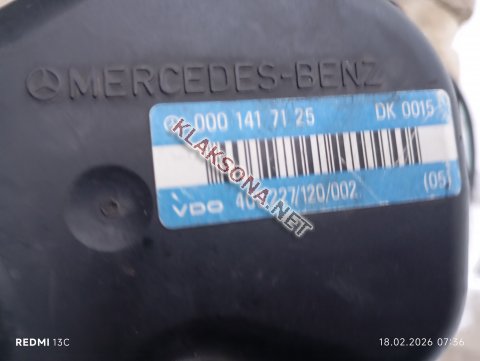 MERCEDES-BENZ
000 141 71 25 DK 0015
KLAKSONA.NET
VDO /120/002 (05)
REDMI 13C 18.02.2026 07:36